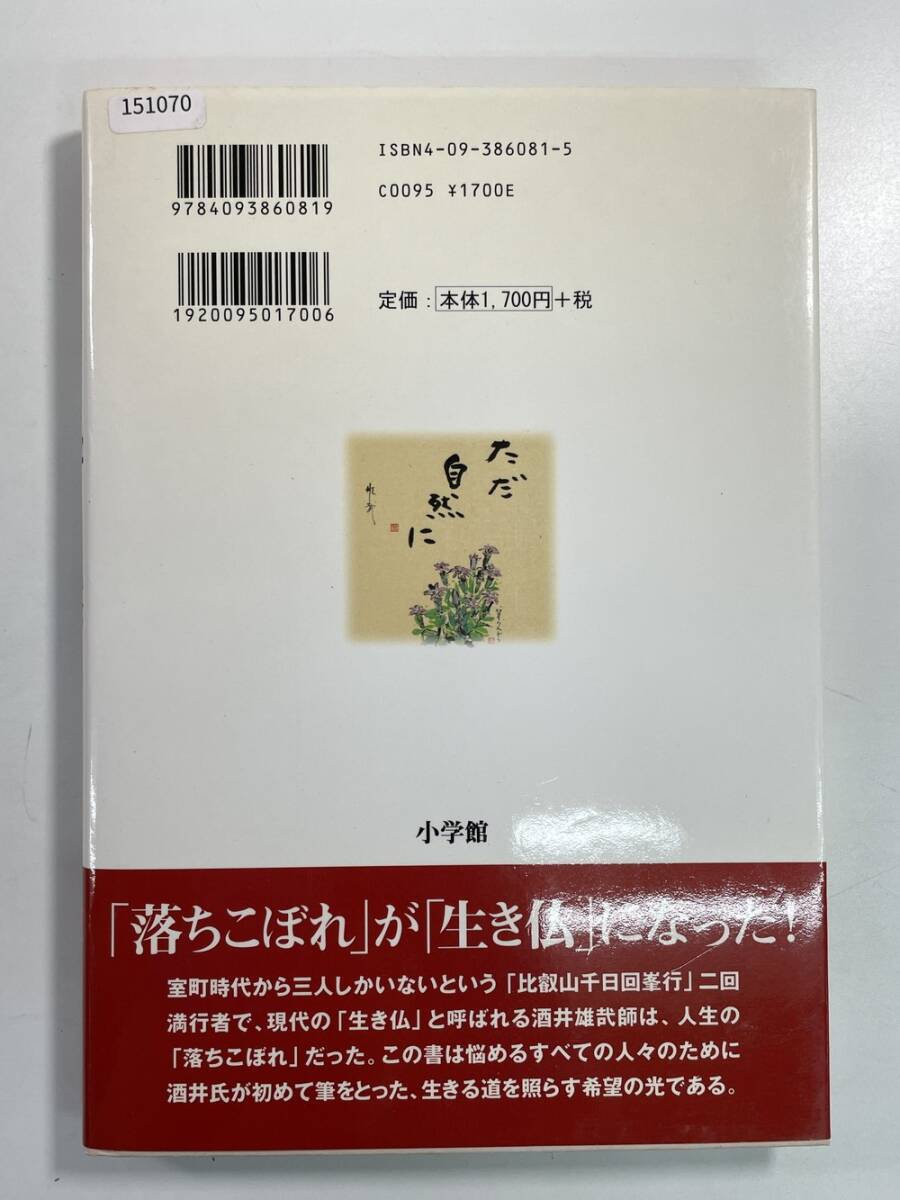 151070
ISBN4-09-386081-5
C0095 ¥1700E
9784093860819
定価：本体1,700円+税
1920095017006
ただ
自然
に
小学館
「落ちこぼれ」が「生き仏」になった！
室町時代から三人しかいないという「比叡山千日回峯行」二回
満行者で、現代の「生き仏」と呼ばれる酒井雄哉師は、人生の
「落ちこぼれ」だった。この書は悩めるすべての人々のために
酒井氏が初めて筆をとった、生きる道を照らす希望の光である。